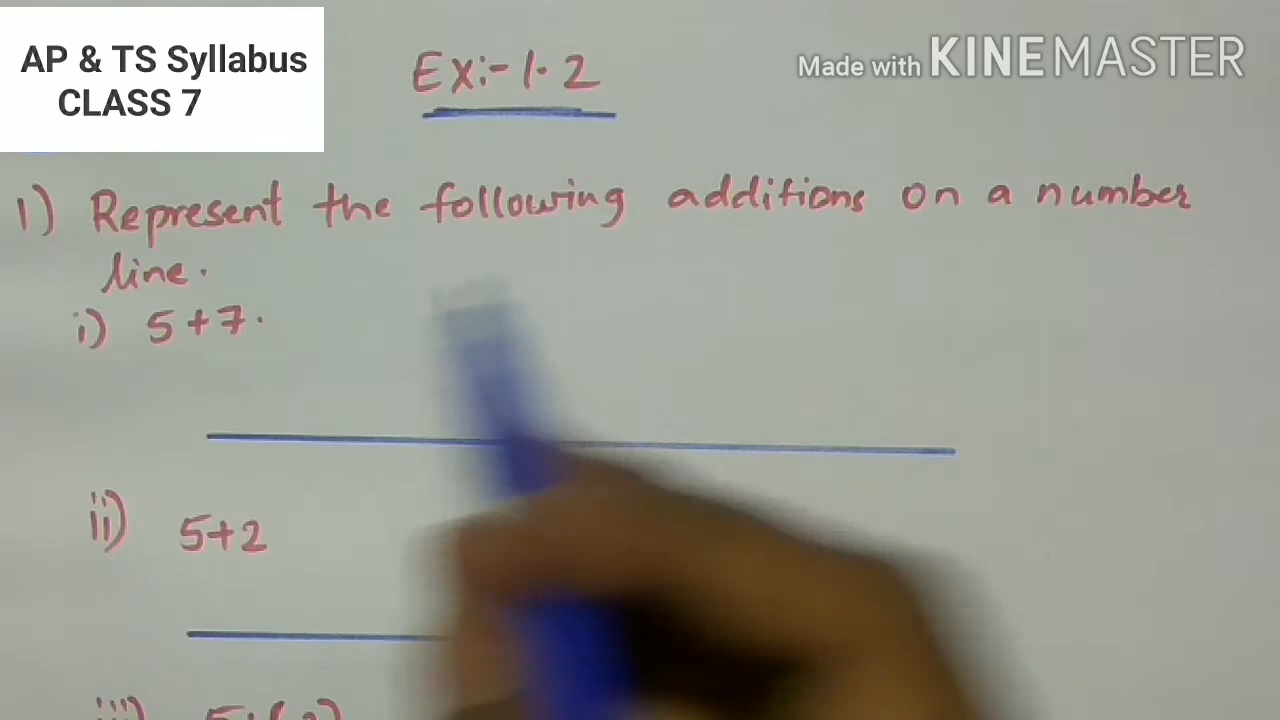 AP & TS Syllabus
CLASS 7
Ex:- 1.2
Made with KINEMASTER
1) Represent the following additions on a number
line.
i) 5+7.
ii) 5+2
iii)